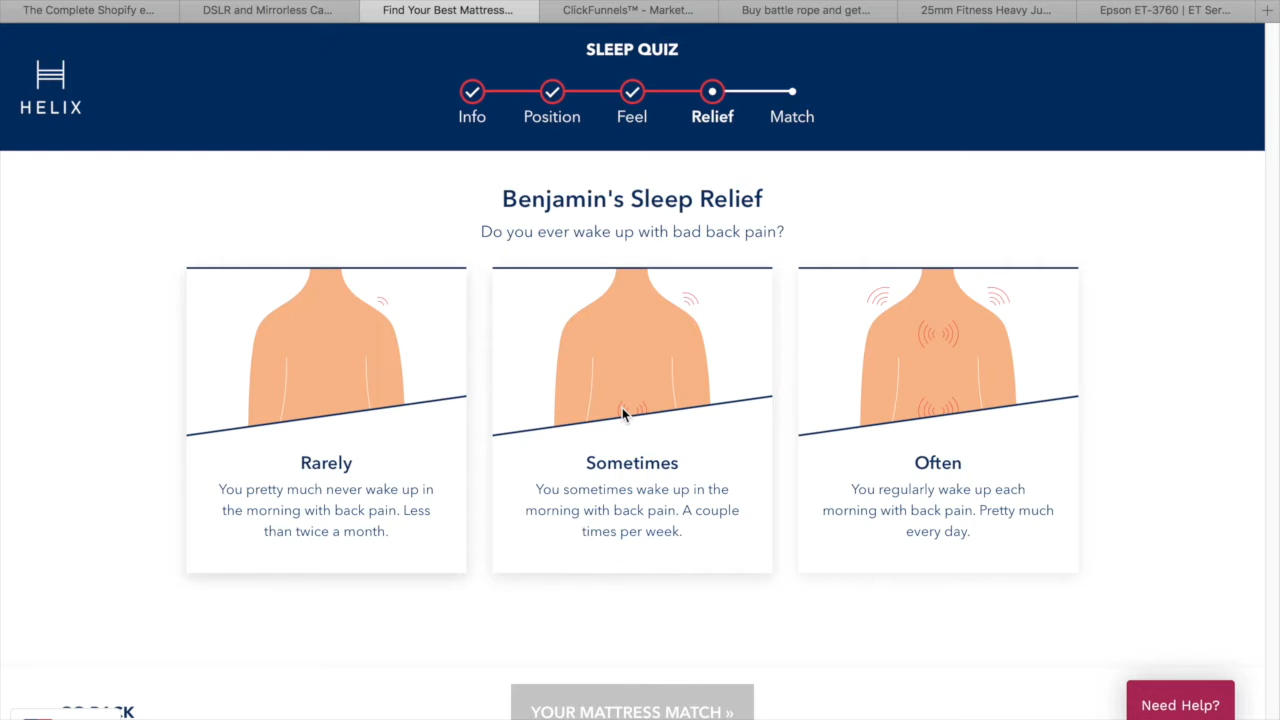 The Complete Shopify e...
DSLR and Mirrorless Ca...
Find Your Best Mattress...
ClickFunnels™ – Market...
Buy battle rope and get...
25mm Fitness Heavy Ju...
Epson ET-3760 | ET Ser...
SLEEP QUIZ
HELIX
Info
Position
Feel
Relief
Match
Benjamin's Sleep Relief
Do you ever wake up with bad back pain?
Rarely
You pretty much never wake up in
the morning with back pain. Less
than twice a month.
Sometimes
You sometimes wake up in the
morning with back pain. A couple
times per week.
Often
You regularly wake up each
morning with back pain. Pretty much
every day.
YOUR MATTRESS MATCH »
Need Help?